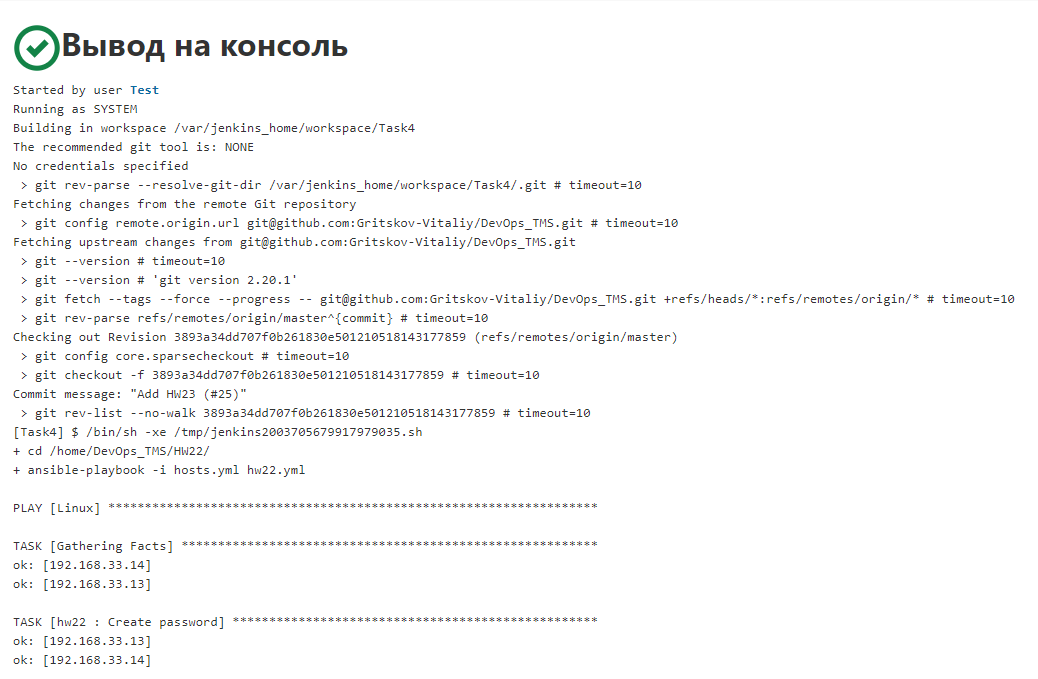 Вывод на консоль
Started by user Test
Running as SYSTEM
Building in workspace /var/jenkins_home/workspace/Task4
The recommended git tool is: NONE
No credentials specified
 > git rev-parse --resolve-git-dir /var/jenkins_home/workspace/Task4/.git # timeout=10
Fetching changes from the remote Git repository
 > git config remote.origin.url git@github.com:Gritskov-Vitaliy/DevOps_TMS.git # timeout=10
Fetching upstream changes from git@github.com:Gritskov-Vitaliy/DevOps_TMS.git
 > git --version # timeout=10
 > git --version # 'git version 2.20.1'
 > git fetch --tags --force --progress -- git@github.com:Gritskov-Vitaliy/DevOps_TMS.git +refs/heads/*:refs/remotes/origin/* # timeout=10
 > git rev-parse refs/remotes/origin/master^{commit} # timeout=10
Checking out Revision 3893a34dd707f0b261830e501210518143177859 (refs/remotes/origin/master)
 > git config core.sparsecheckout # timeout=10
 > git checkout -f 3893a34dd707f0b261830e501210518143177859 # timeout=10
Commit message: "Add HW23 (#25)"
 > git rev-list --no-walk 3893a34dd707f0b261830e501210518143177859 # timeout=10
[Task4] $ /bin/sh -xe /tmp/jenkins2003705679917979035.sh
+ cd /home/DevOps_TMS/HW22/
+ ansible-playbook -i hosts.yml hw22.yml
PLAY [Linux] *******************************************************************
TASK [Gathering Facts] *********************************************************
ok: [192.168.33.14]
ok: [192.168.33.13]
TASK [hw22 : Create password] **************************************************
ok: [192.168.33.13]
ok: [192.168.33.14]